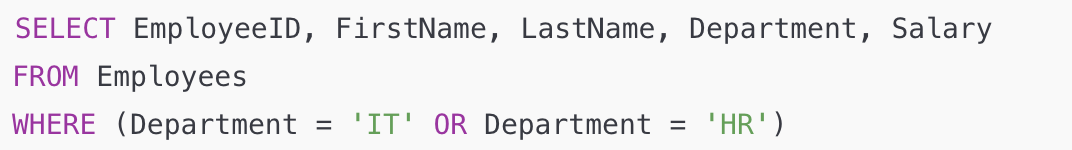 SELECT EmployeeID, FirstName, LastName, Department, Salary
FROM Employees
WHERE (Department = 'IT' OR Department = 'HR')